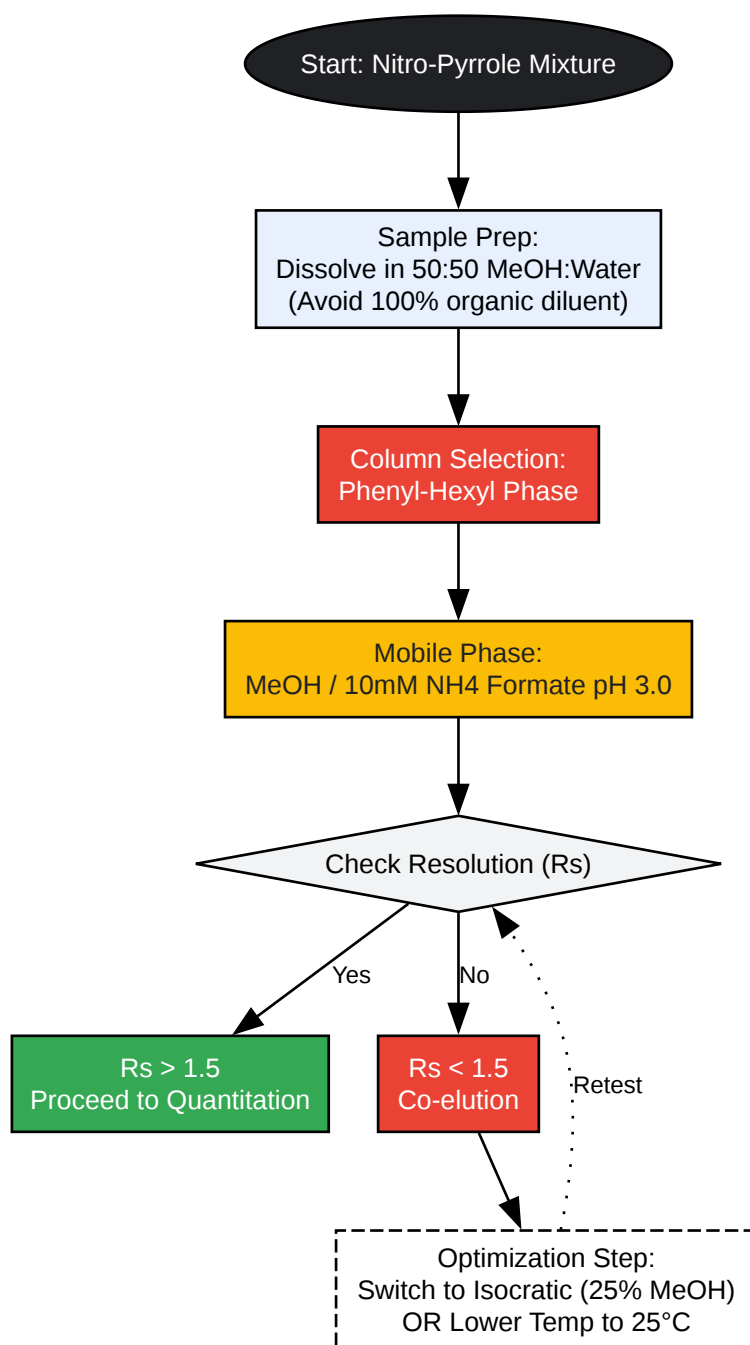 Start: Nitro-Pyrrole Mixture
Sample Prep:
Dissolve in 50:50 MeOH:Water
(Avoid 100% organic diluent)
Column Selection:
Phenyl-Hexyl Phase
Mobile Phase:
MeOH / 10mM NH4 Formate pH 3.0
Check Resolution (Rs)
Yes
No
Rs > 1.5
Proceed to Quantitation
Rs < 1.5
Co-elution
Retest
Optimization Step:
Switch to Isocratic (25% MeOH)
OR Lower Temp to 25°C